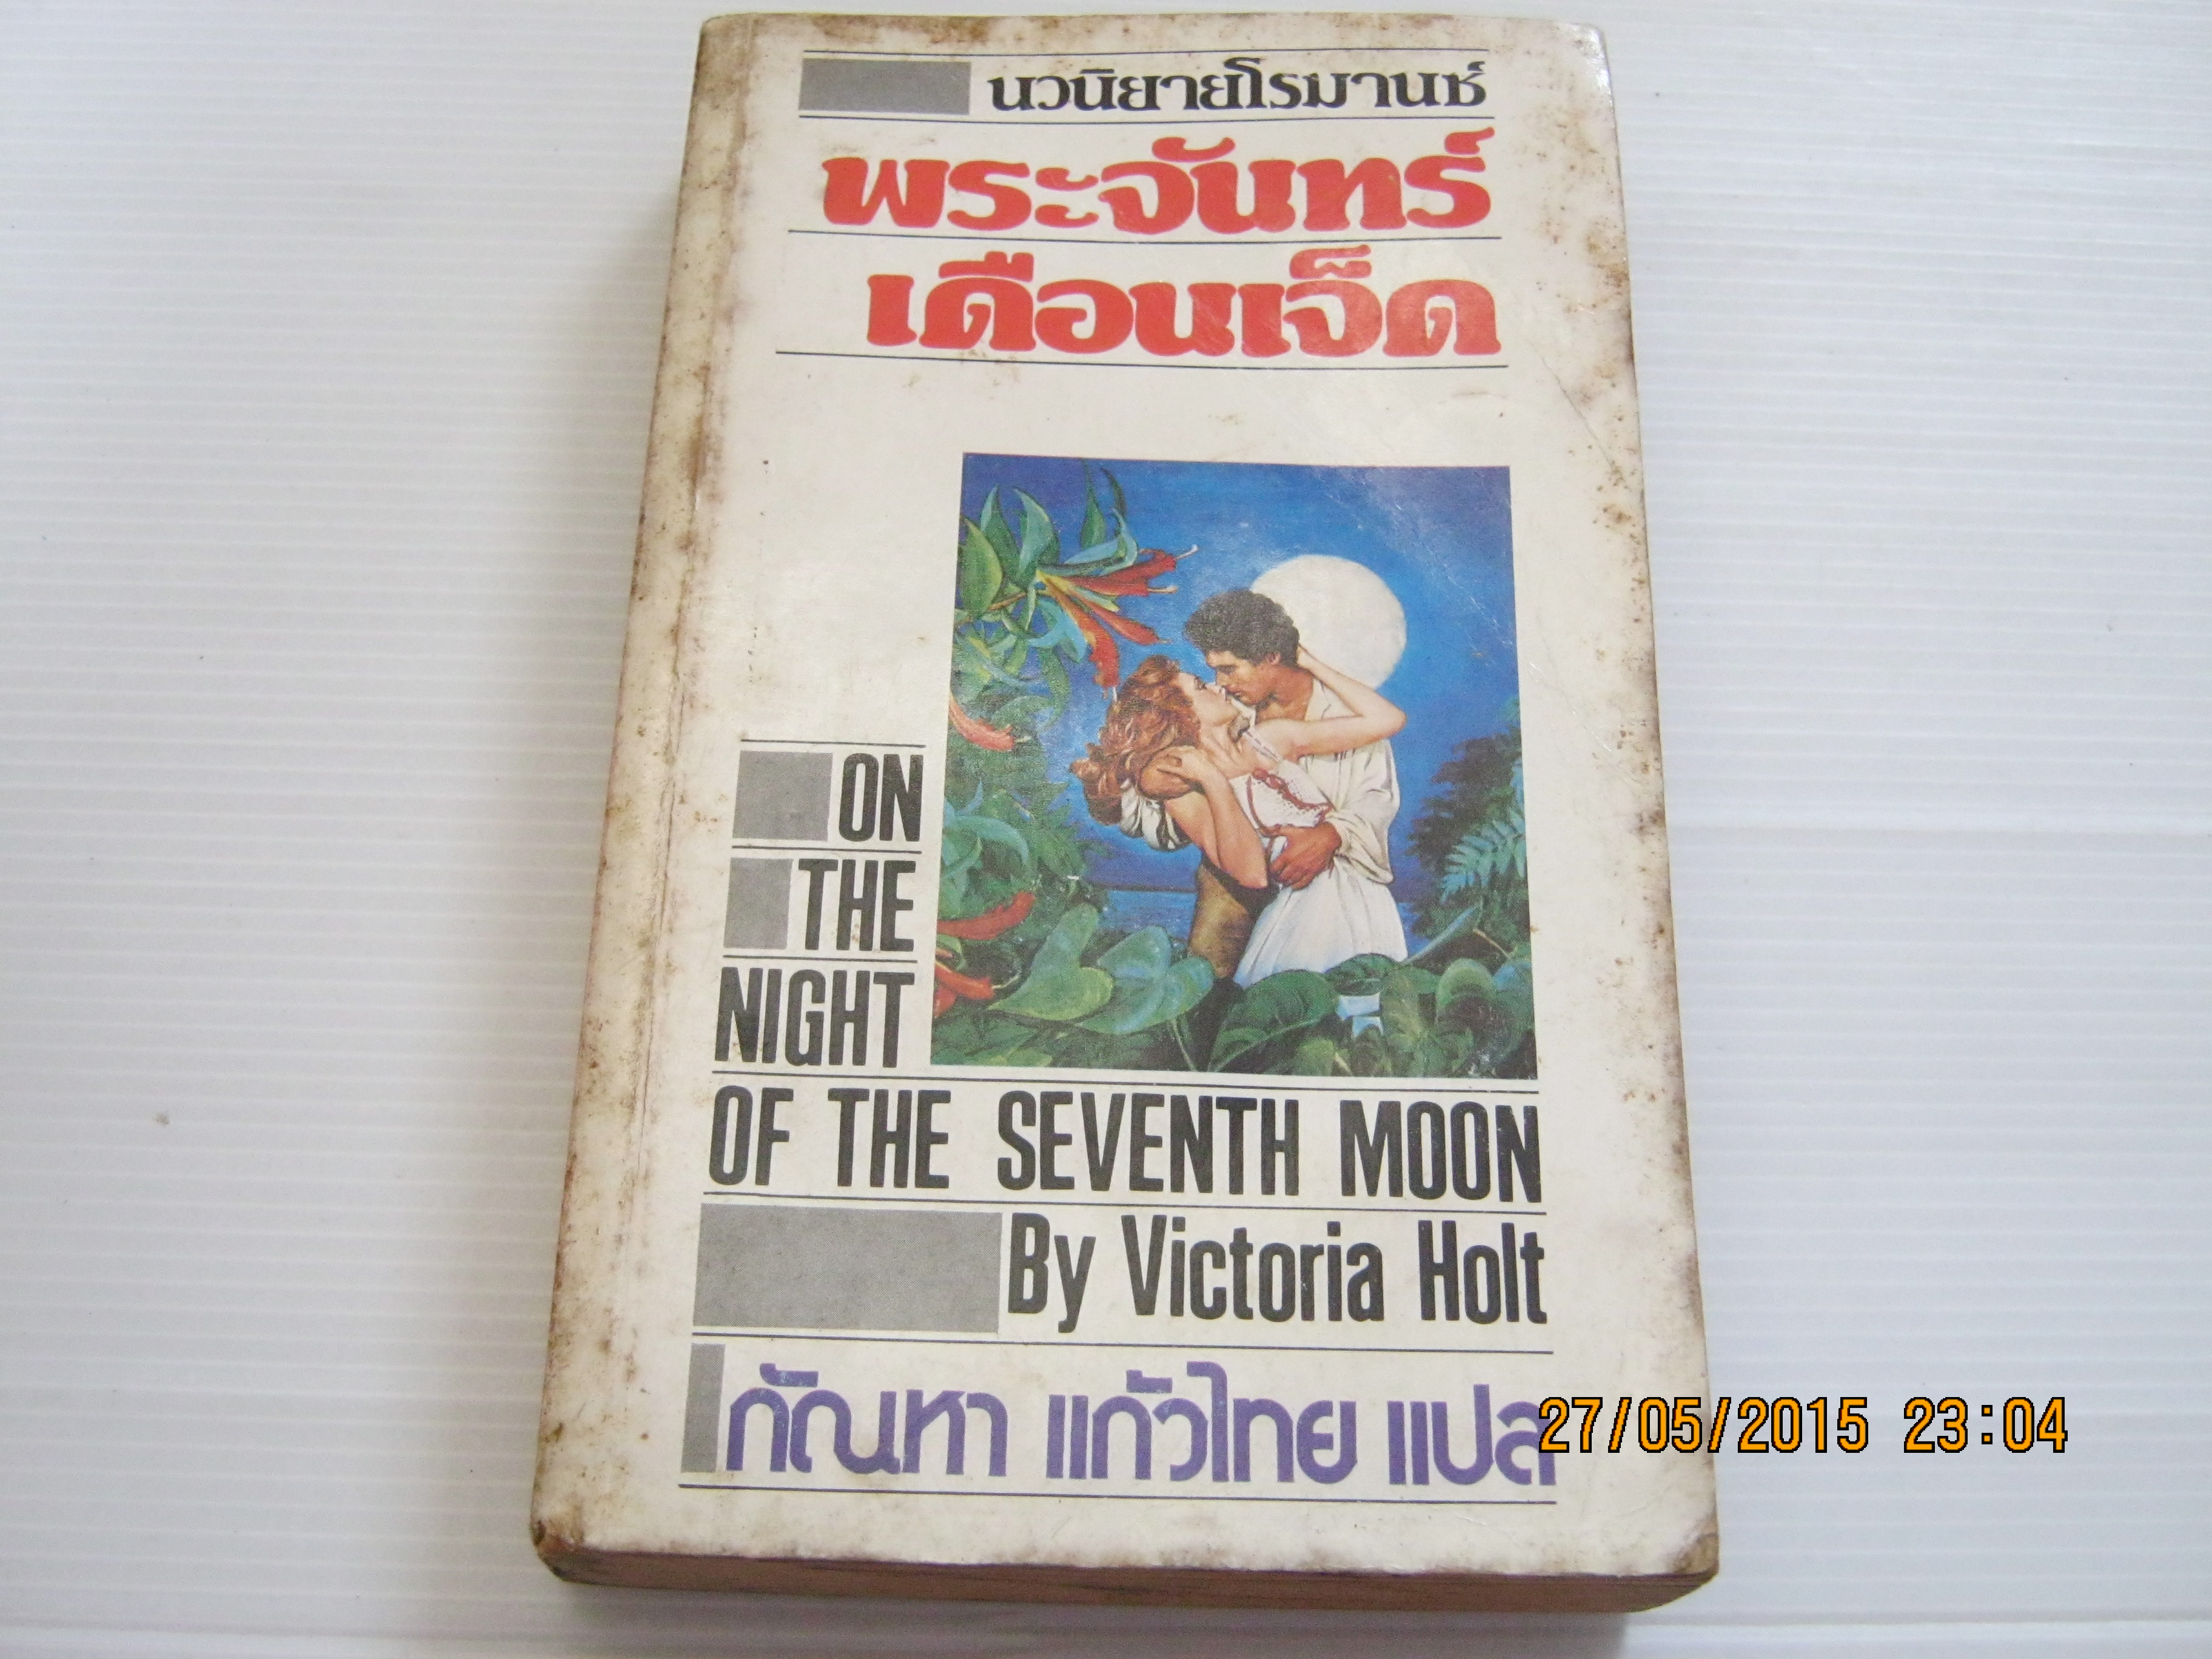 นวนิยายโรมานซ์
พระจันทร์
เดือนเจ็ด
ON
THE
NIGHT
OF THE SEVENTH MOON
By Victoria Holt
กัณหา แก้วไทย แปล
27/05/2015 23:04